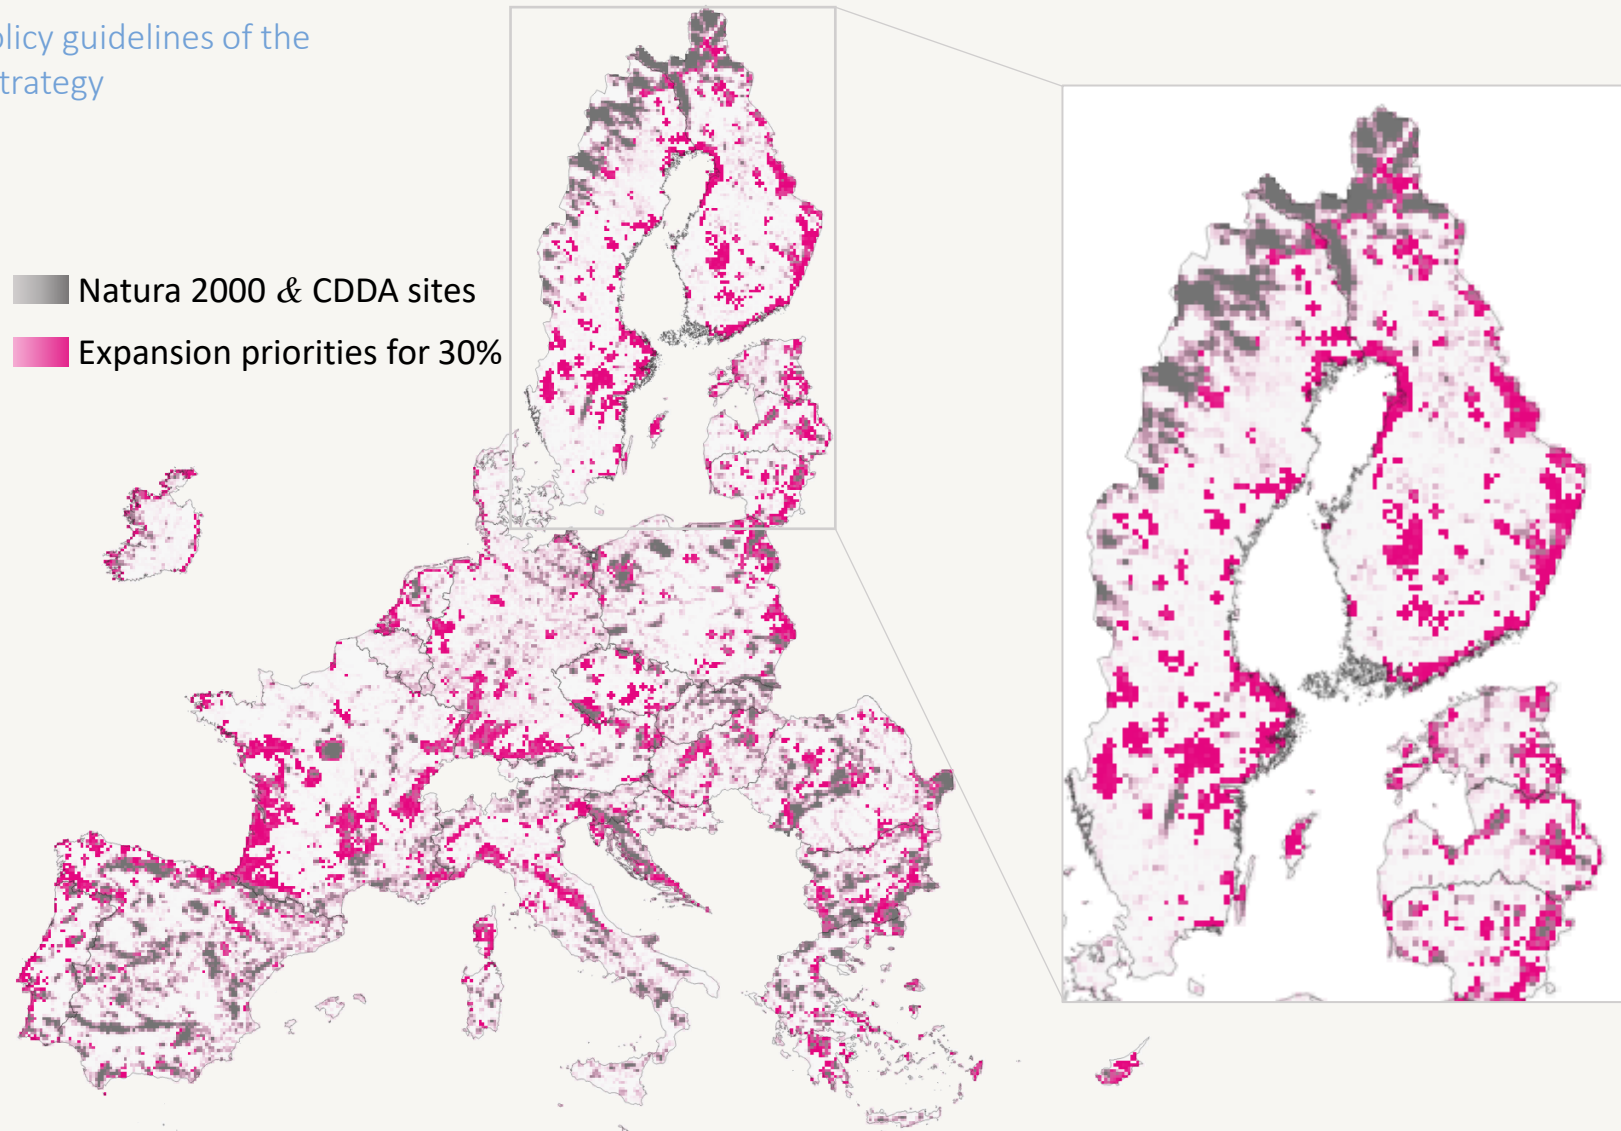 olicy guidelines of the
trategy
Natura 2000 & CDDA sites
Expansion priorities for 30%